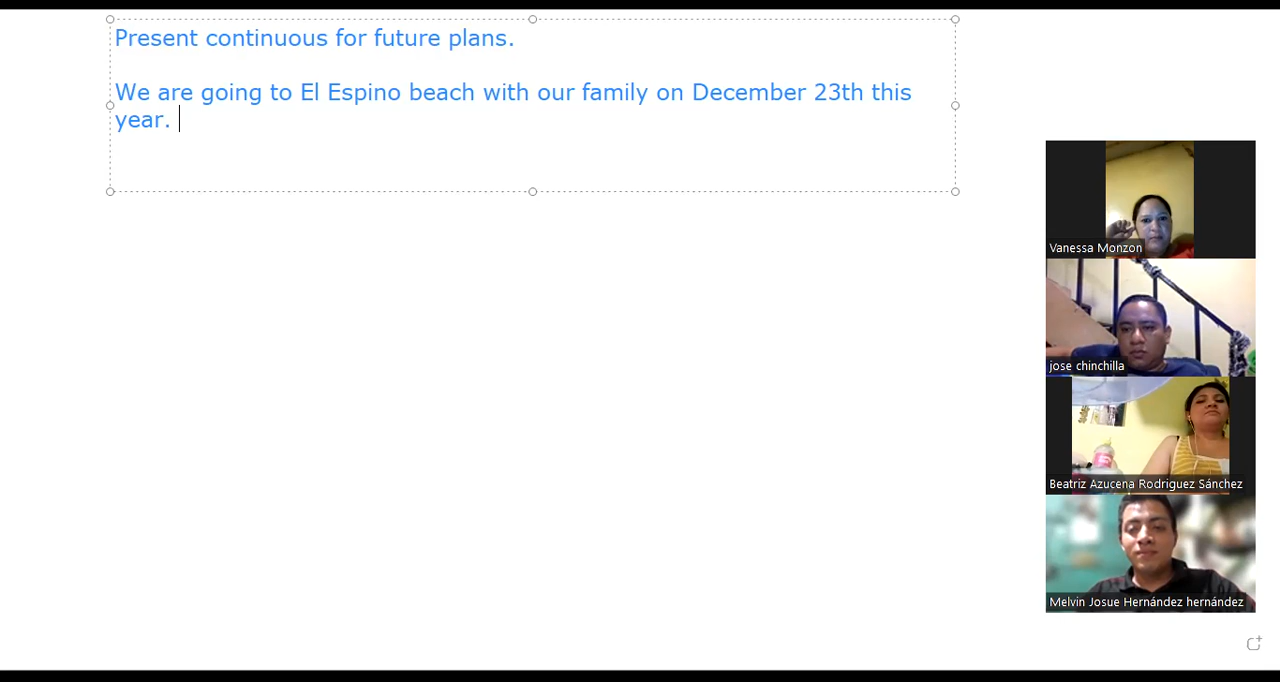 Present continuous for future plans.
We are going to El Espino beach with our family on December 23th this
year.
Vanessa Monzon
jose chinchilla
Beatriz Azucena Rodriguez Sánchez
Melvin Josue Hernández hernández